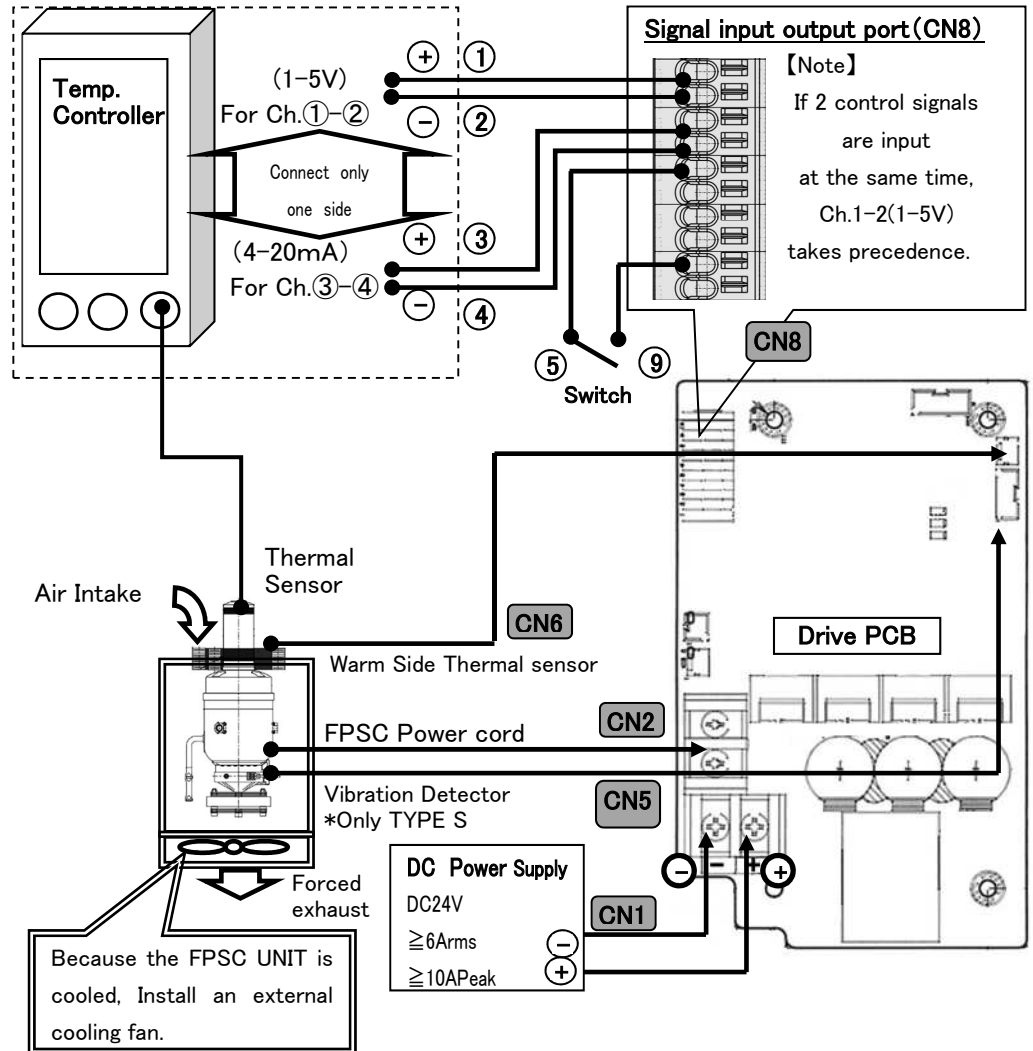 Temp.
Controller
(1-5V)
For Ch.①-②
Connect only
one side
(4-20mA)
For Ch.③-④
+ ①
− ②
+ ③
− ④
Signal input output port(CN8)
【Note】
If 2 control signals
are input
at the same time,
Ch.1-2(1-5V)
takes precedence.
CN8
⑤ ⑨
Switch
Thermal
Sensor
Air Intake
CN6
Warm Side Thermal sensor
Drive PCB
FPSC Power cord
CN2
Vibration Detector
*Only TYPE S
CN5
Forced
exhaust
DC Power Supply
DC24V
≧6Arms
≧10APeak
−
+
CN1
− − + +
Because the FPSC UNIT is
cooled, Install an external
cooling fan.